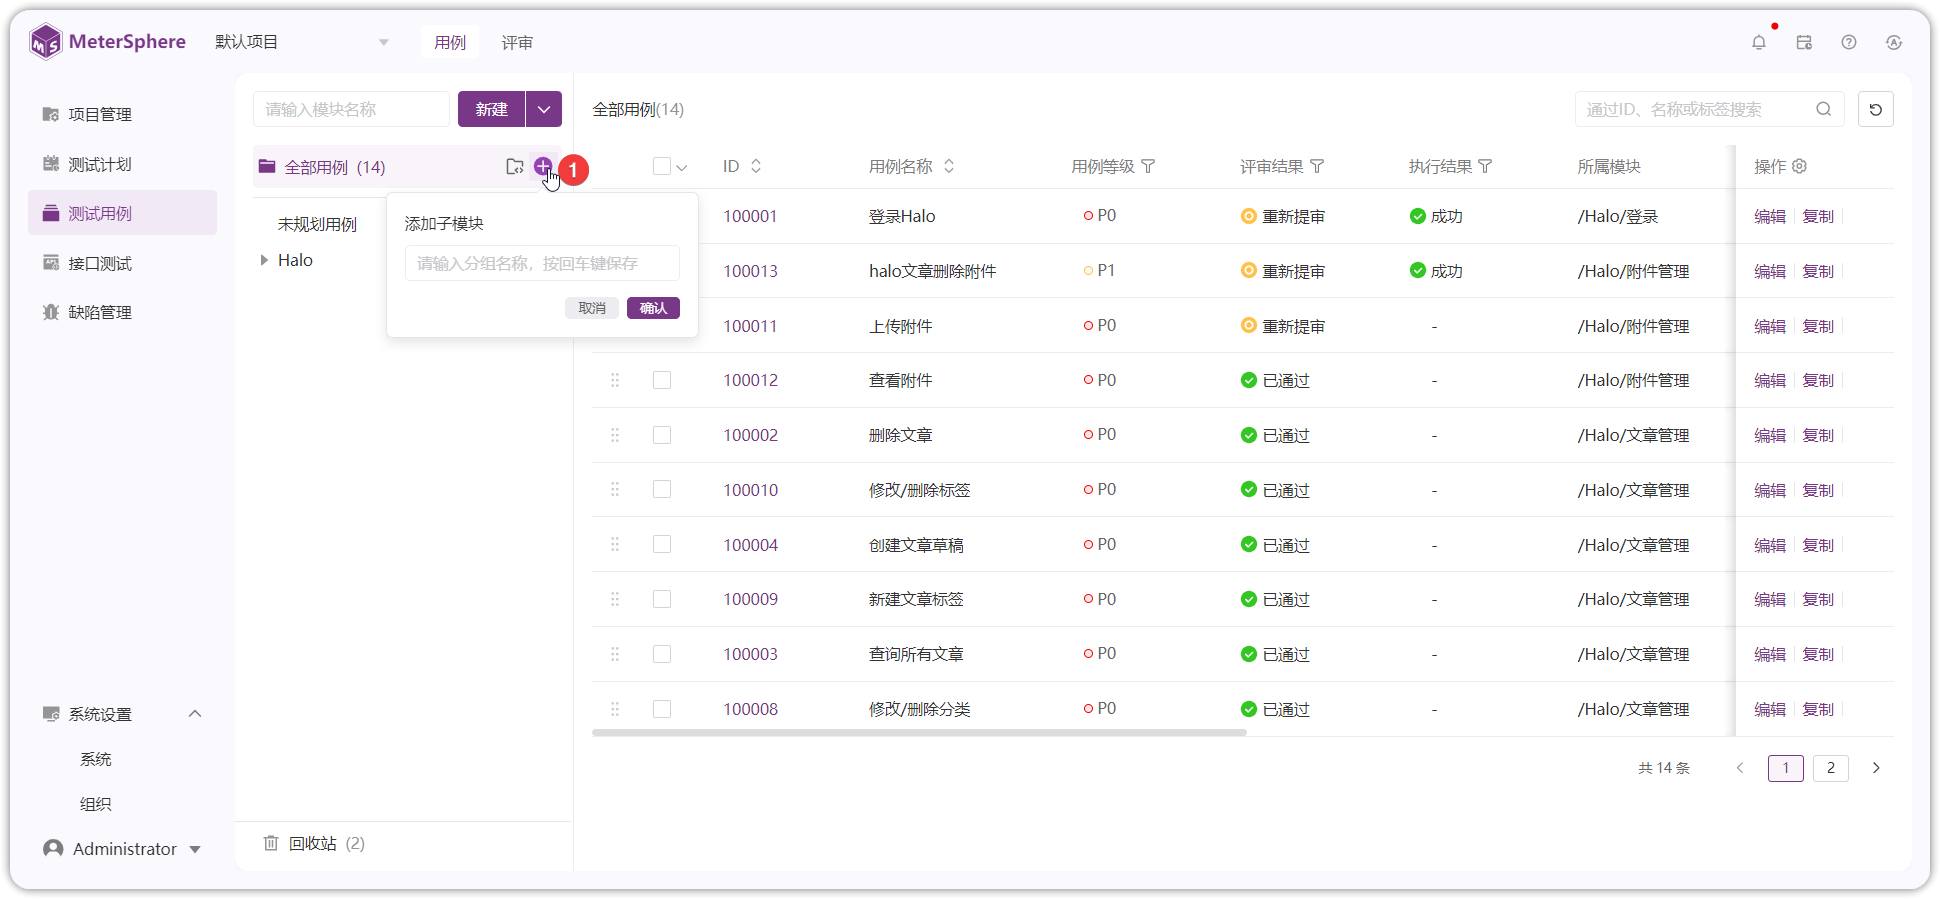 MeterSphere 默认项目 用例 评审
项目管理
测试计划
测试用例
接口测试
缺陷管理
系统设置
系统
组织
Administrator
请输入模块名称 新建
全部用例 (14) 1
未规划用例
Halo
添加子模块
请输入分组名称，按回车键保存
取消 确认
回收站 (2)
全部用例(14) 通过ID、名称或标签搜索
ID 用例名称 用例等级 评审结果 执行结果 所属模块 操作
100001 登录Halo P0 重新提审 成功 /Halo/登录 编辑 复制
100013 halo文章删除附件 P1 重新提审 成功 /Halo/附件管理 编辑 复制
100011 上传附件 P0 重新提审 - /Halo/附件管理 编辑 复制
100012 查看附件 P0 已通过 - /Halo/附件管理 编辑 复制
100002 删除文章 P0 已通过 - /Halo/文章管理 编辑 复制
100010 修改/删除标签 P0 已通过 - /Halo/文章管理 编辑 复制
100004 创建文章草稿 P0 已通过 - /Halo/文章管理 编辑 复制
100009 新建文章标签 P0 已通过 - /Halo/文章管理 编辑 复制
100003 查询所有文章 P0 已通过 - /Halo/文章管理 编辑 复制
100008 修改/删除分类 P0 已通过 - /Halo/文章管理 编辑 复制
共 14 条 1 2